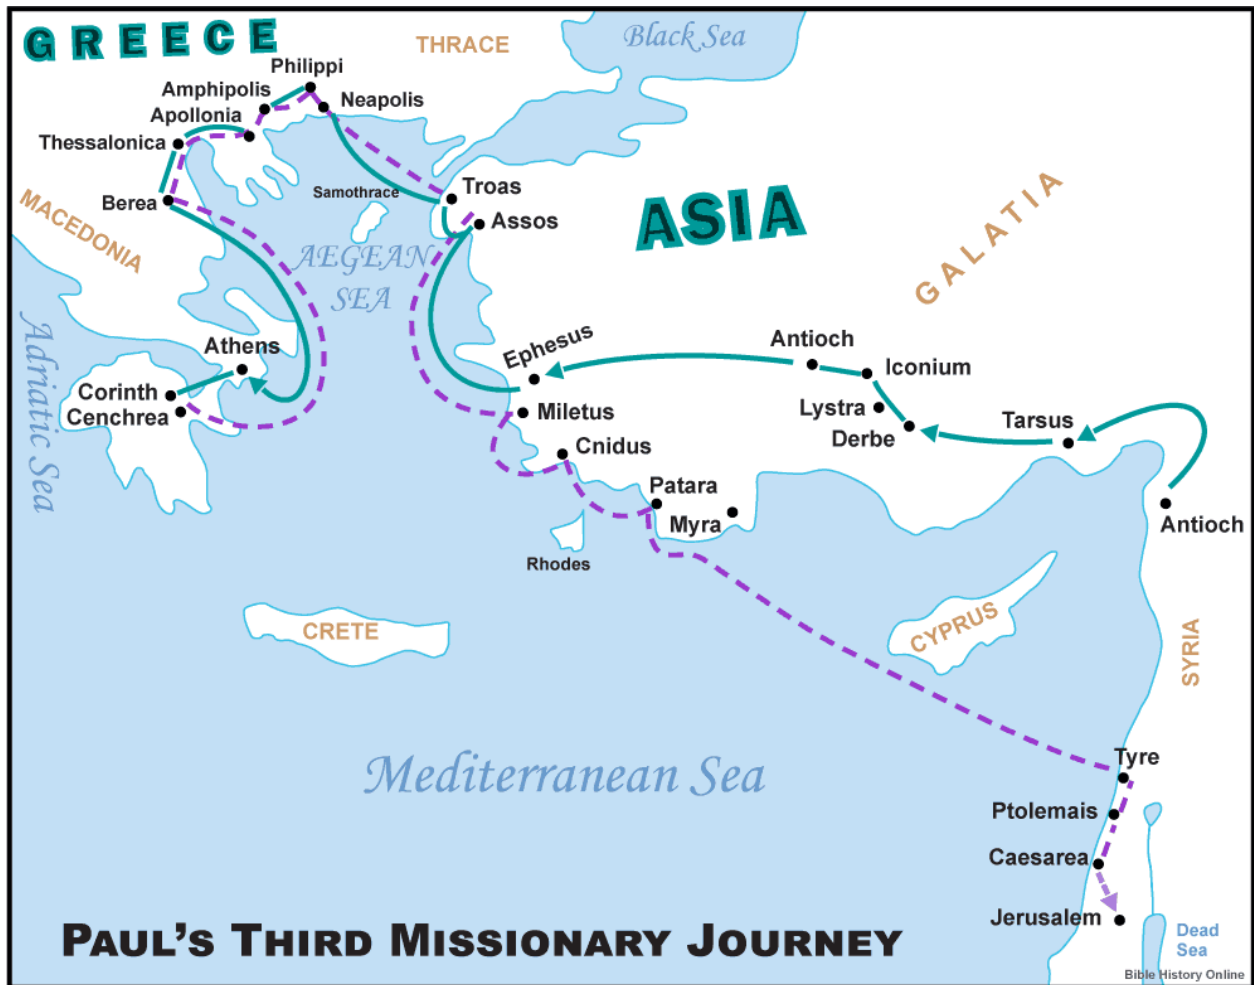 GREECE
THRACE
Black Sea
Philippi
Amphipolis
Neapolis
Apollonia
Thessalonica
Troas
Samothrace
Berea
Assos
MACEDONIA
ASIA
GALATIA
AEGEAN
SEA
Adriatic Sea
Athens
Ephesus
Antioch
Iconium
Corinth
Cenchrea
Miletus
Lystra
Derbe
Tarsus
Cnidus
Patara
Myra
Antioch
Rhodes
CRETE
CYPRUS
SYRIA
Mediterranean Sea
Tyre
Ptolemais
Caesarea
Jerusalem
Dead
Sea
PAUL'S THIRD MISSIONARY JOURNEY
Bible History Online